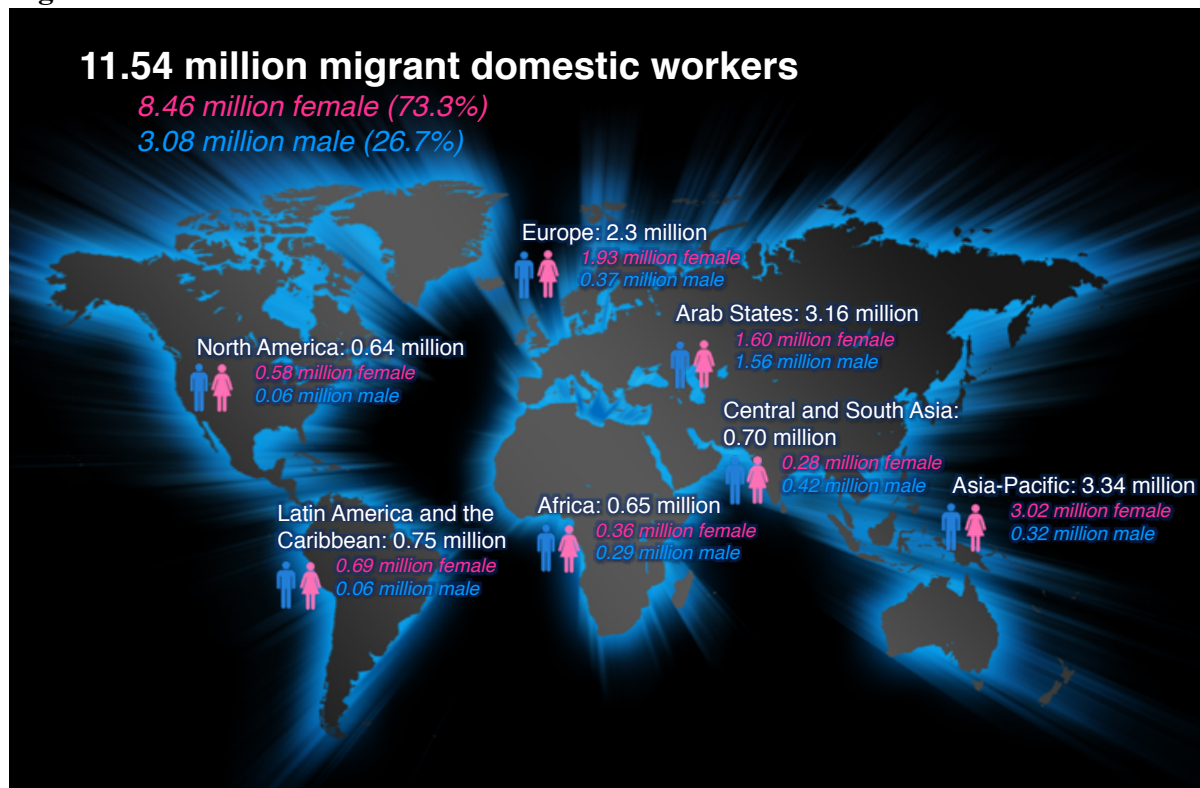 11.54 million migrant domestic workers
8.46 million female (73.3%)
3.08 million male (26.7%)
Europe: 2.3 million
1.93 million female
0.37 million male
Arab States: 3.16 million
1.60 million female
1.56 million male
North America: 0.64 million
0.58 million female
0.06 million male
Central and South Asia:
0.70 million
0.28 million female
0.42 million male
Asia-Pacific: 3.34 million
3.02 million female
0.32 million male
Africa: 0.65 million
0.36 million female
0.29 million male
Latin America and the
Caribbean: 0.75 million
0.69 million female
0.06 million male